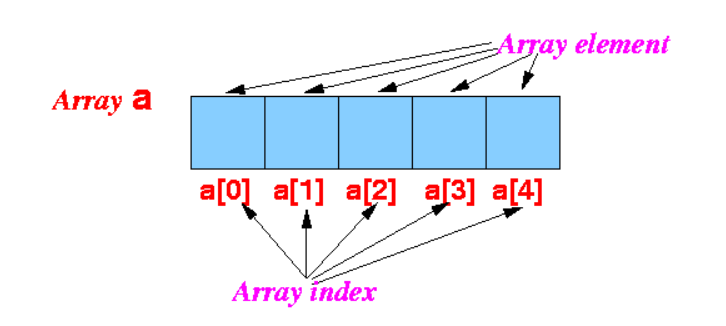 Array element
Array a
a[0] a[1] a[2] a[3] a[4]
Array index